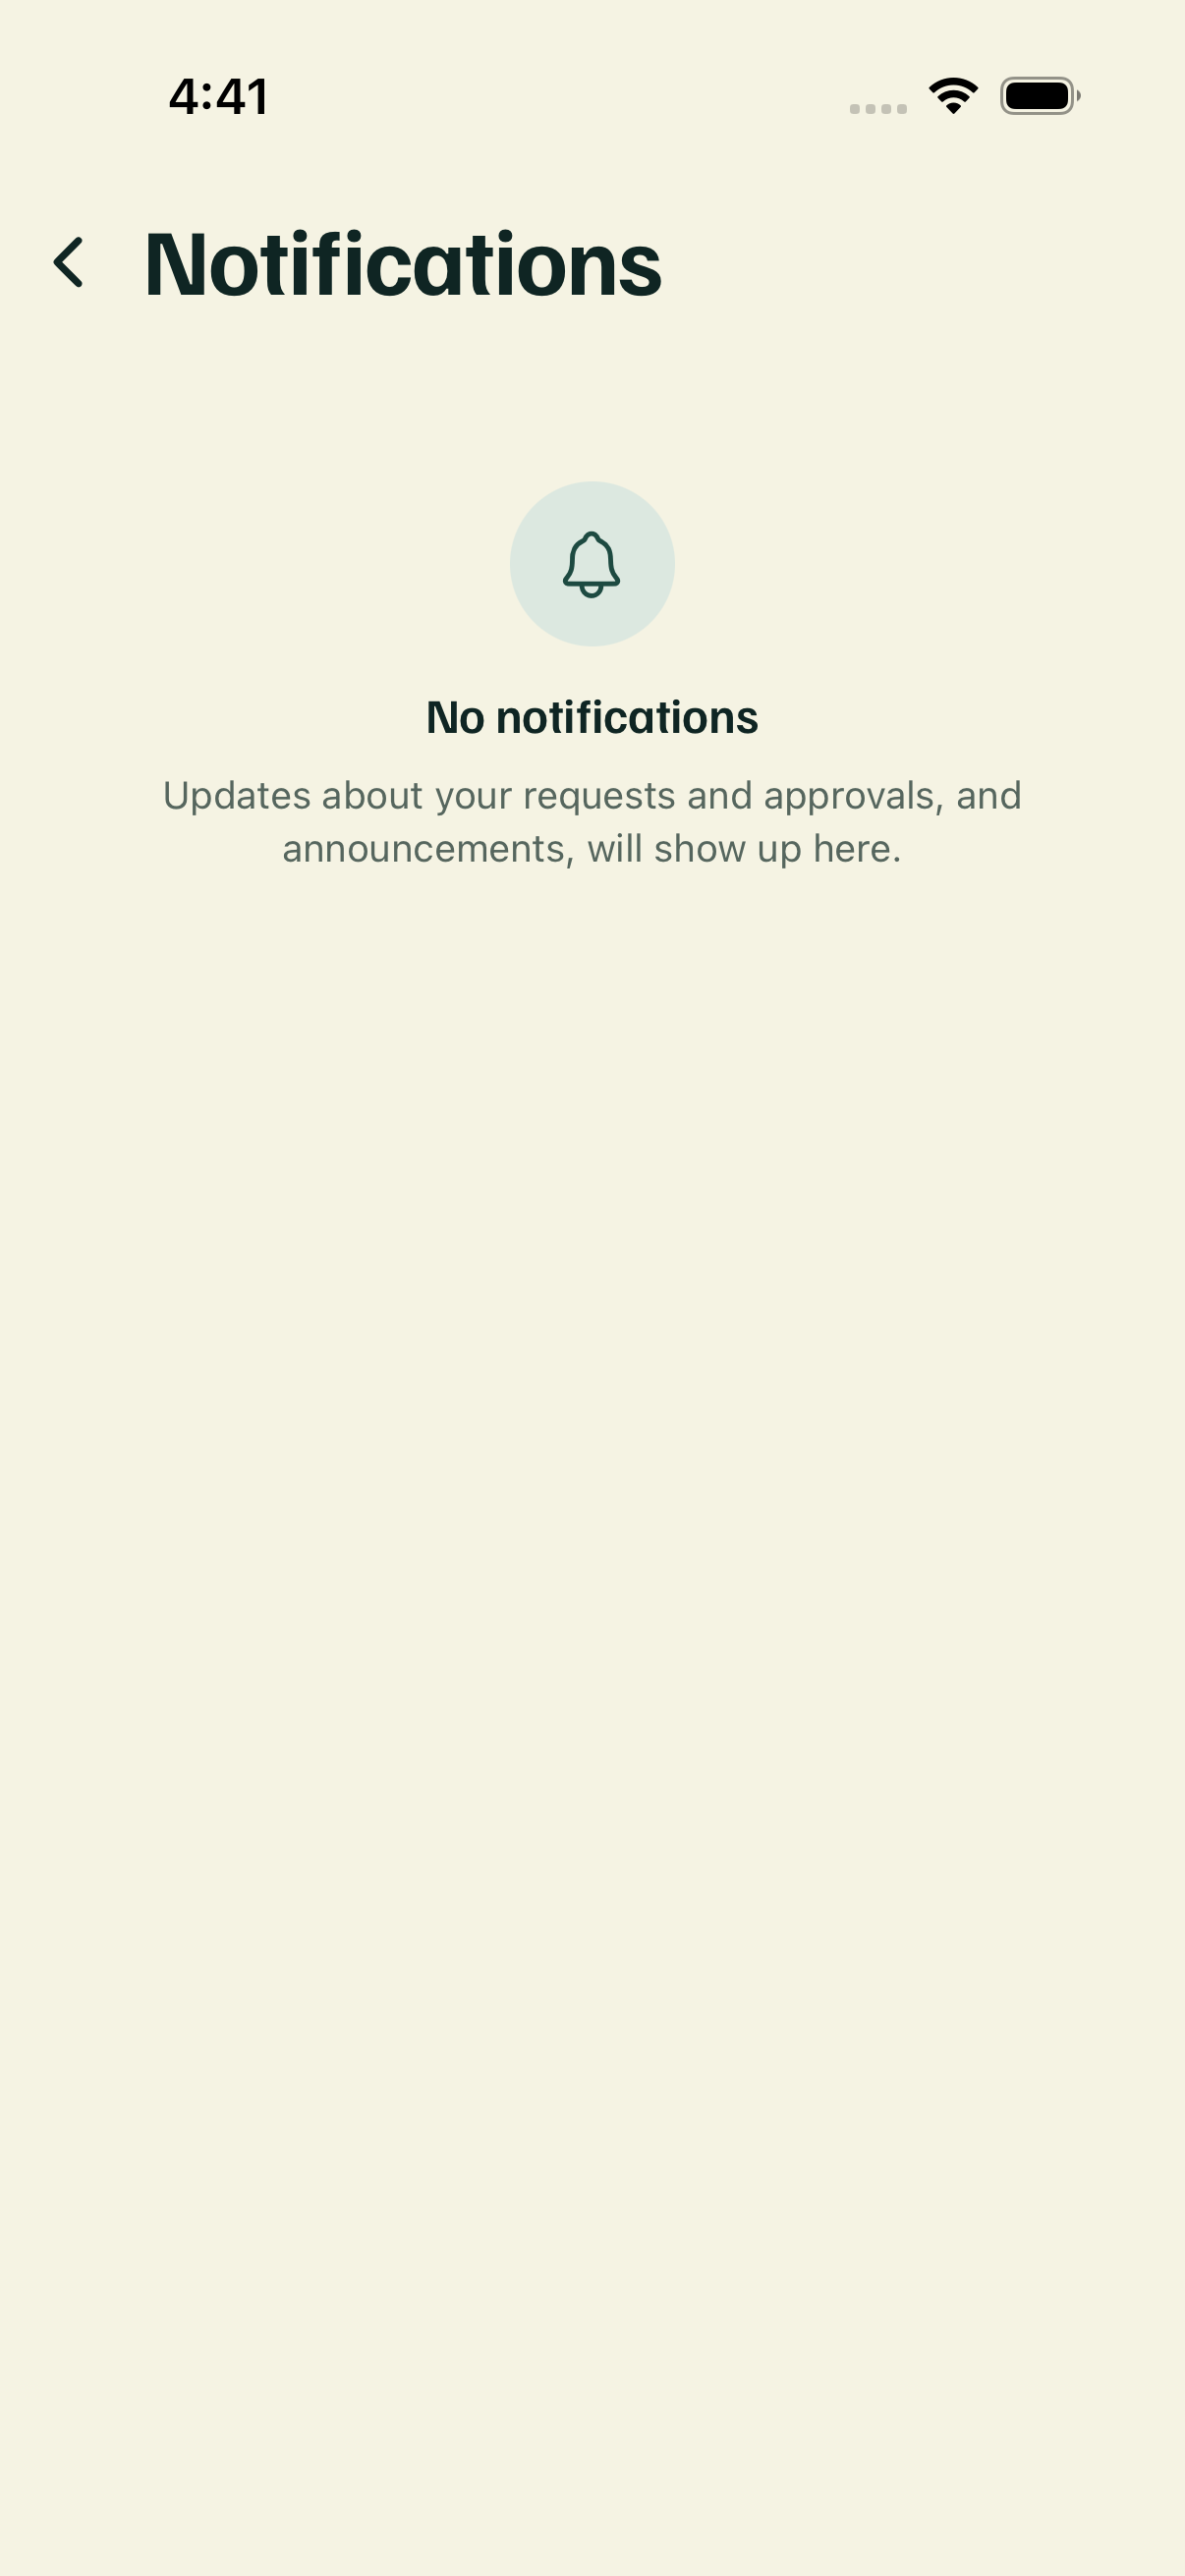 4:41
Notifications
No notifications
Updates about your requests and approvals, and
announcements, will show up here.